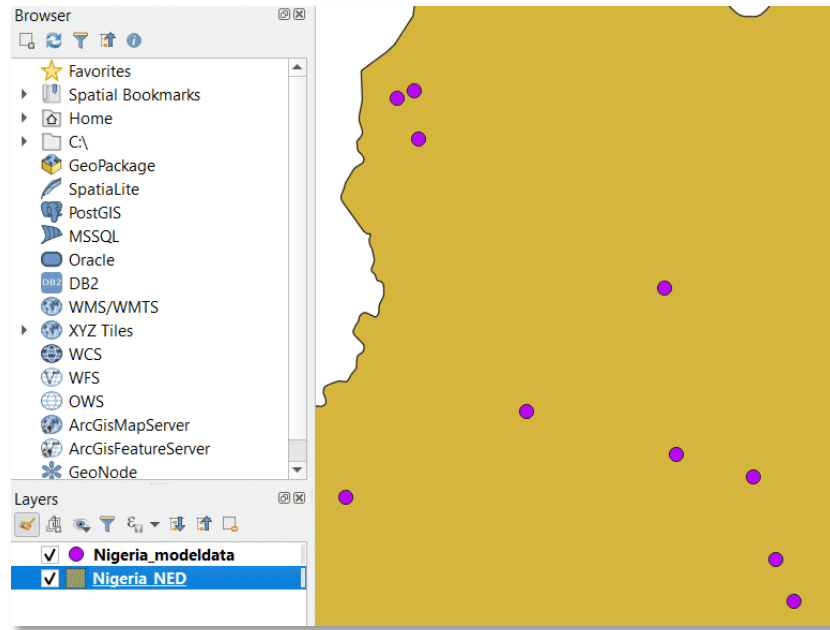 Browser
Favorites
Spatial Bookmarks
Home
C:\
GeoPackage
SpatiaLite
PostGIS
MSSQL
Oracle
DB2 DB2
WMS/WMTS
XYZ Tiles
WCS
WFS
OWS
ArcGisMapServer
ArcGisFeatureServer
GeoNode
Layers
Nigeria_modeldata
Nigeria_NED